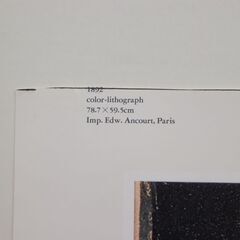 1892
color-lithograph
78.7×59.5cm
Imp. Edw. Ancourt, Paris